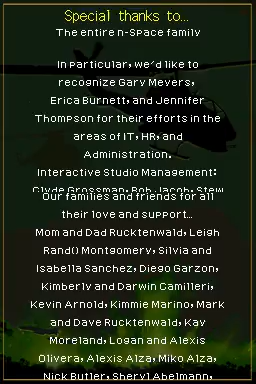 Special thanks to...
The entire n-Space family
In particular, we'd like to
recognize Gary Meyers,
Erica Burnett, and Jennifer
Thompson for their efforts in the
areas of IT, HR, and
Administration.
Interactive Studio Management:
Clyde Grossman, Bob Jacob, Stew
Our families and friends for all
their love and support...
Mom and Dad Rucktenwald, Leigh
Rand() Montgomery, Silvia and
Isabella Sanchez, Diego Garzon,
Kimberly and Darwin Camilleri,
Kevin Arnold, Kimmie Marino, Mark
and Dave Rucktenwald, Kay
Moreland, Logan and Alexis
Olivera, Alexis Alza, Miko Alza,
Nick Butler, Sheryl Abelmann,